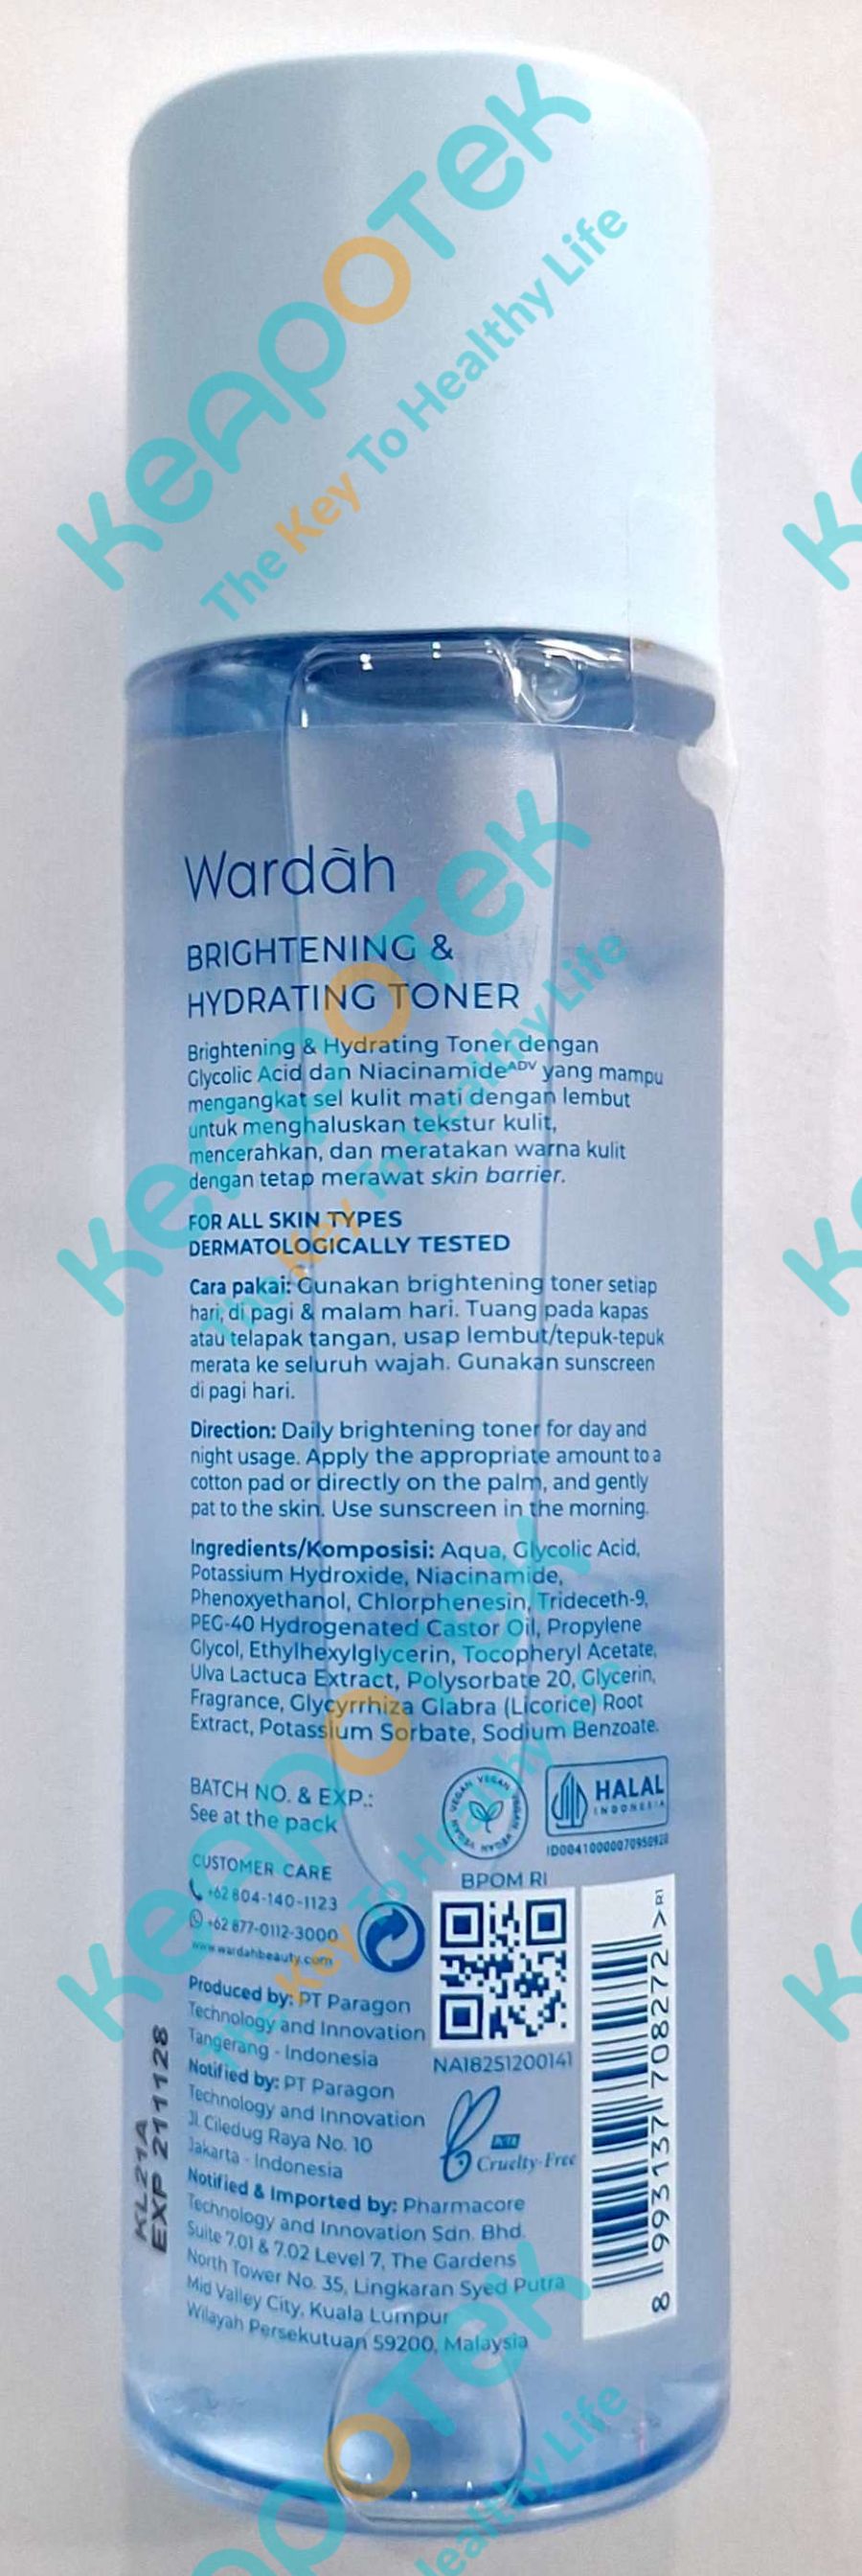 KeAPOTEK
The Key To Healthy Life
Wardah
BRIGHTENING &
HYDRATING TONER
Brightening & Hydrating Toner dengan
Glycolic Acid dan Niacinamideᴬᴰⱽ yang mampu
mengangkat sel kulit mati dengan lembut
untuk menghaluskan tekstur kulit,
mencerahkan, dan meratakan warna kulit
dengan tetap merawat skin barrier.
FOR ALL SKIN TYPES
DERMATOLOGICALLY TESTED
Cara pakai: Gunakan brightening toner setiap
hari, di pagi & malam hari. Tuang pada kapas
atau telapak tangan, usap lembut/tepuk-tepuk
merata ke seluruh wajah. Gunakan sunscreen
di pagi hari.
Direction: Daily brightening toner for day and
night usage. Apply the appropriate amount to a
cotton pad or directly on the palm, and gently
pat to the skin. Use sunscreen in the morning.
Ingredients/Komposisi: Aqua, Glycolic Acid,
Potassium Hydroxide, Niacinamide,
Phenoxyethanol, Chlorphenesin, Trideceth-9,
PEG-40 Hydrogenated Castor Oil, Propylene
Glycol, Ethylhexylglycerin, Tocopheryl Acetate,
Ulva Lactuca Extract, Polysorbate 20, Glycerin,
Fragrance, Glycyrrhiza Glabra (Licorice) Root
Extract, Potassium Sorbate, Sodium Benzoate.
BATCH NO. & EXP.:
See at the pack
VEGAN VEGAN VEGAN VEGAN
HALAL
INDONESIA
CUSTOMER CARE
+62 804-140-1123
+62 877-0112-3000
www.wardahbeauty.com
BPOM RI
NA18251200141
Cruelty-Free
Produced by: PT Paragon
Technology and Innovation
Tangerang - Indonesia
Notified by: PT Paragon
Technology and Innovation
Jl. Ciledug Raya No. 10
Jakarta - Indonesia
Notified & Imported by: Pharmacore
Technology and Innovation Sdn. Bhd.
Suite 7.01 & 7.02 Level 7, The Gardens
North Tower No. 35, Lingkaran Syed Putra
Mid Valley City, Kuala Lumpur
Wilayah Persekutuan 59200, Malaysia
KL21A
EXP 211128
8 993137 708272 >
R1